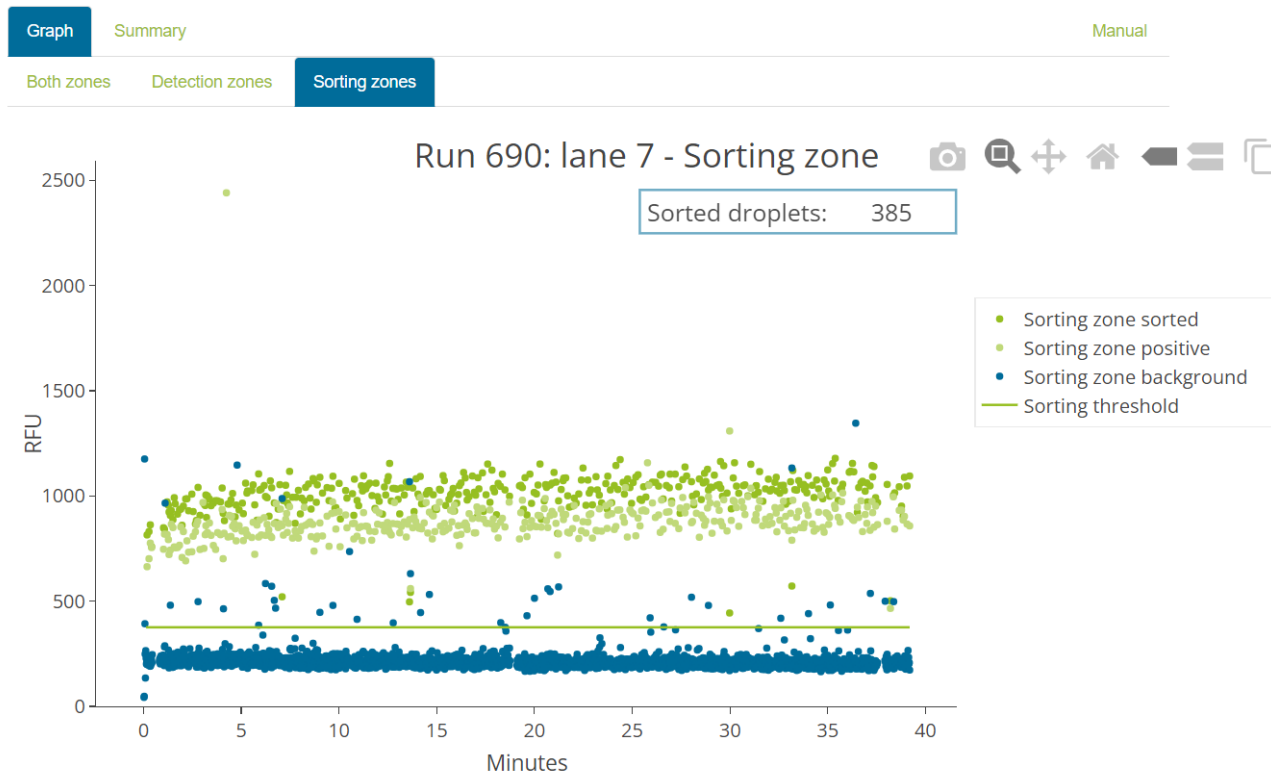 Graph Summary Manual
Both zones Detection zones Sorting zones
Run 690: lane 7 - Sorting zone
Sorted droplets: 385
2500
2000
1500
1000
500
0
RFU
Sorting zone sorted
Sorting zone positive
Sorting zone background
Sorting threshold
0 5 10 15 20 25 30 35 40
Minutes